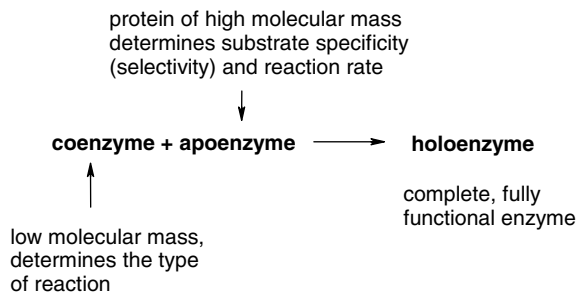 protein of high molecular mass
determines substrate specificity
(selectivity) and reaction rate
coenzyme + apoenzyme
holoenzyme
complete, fully
functional enzyme
low molecular mass,
determines the type
of reaction